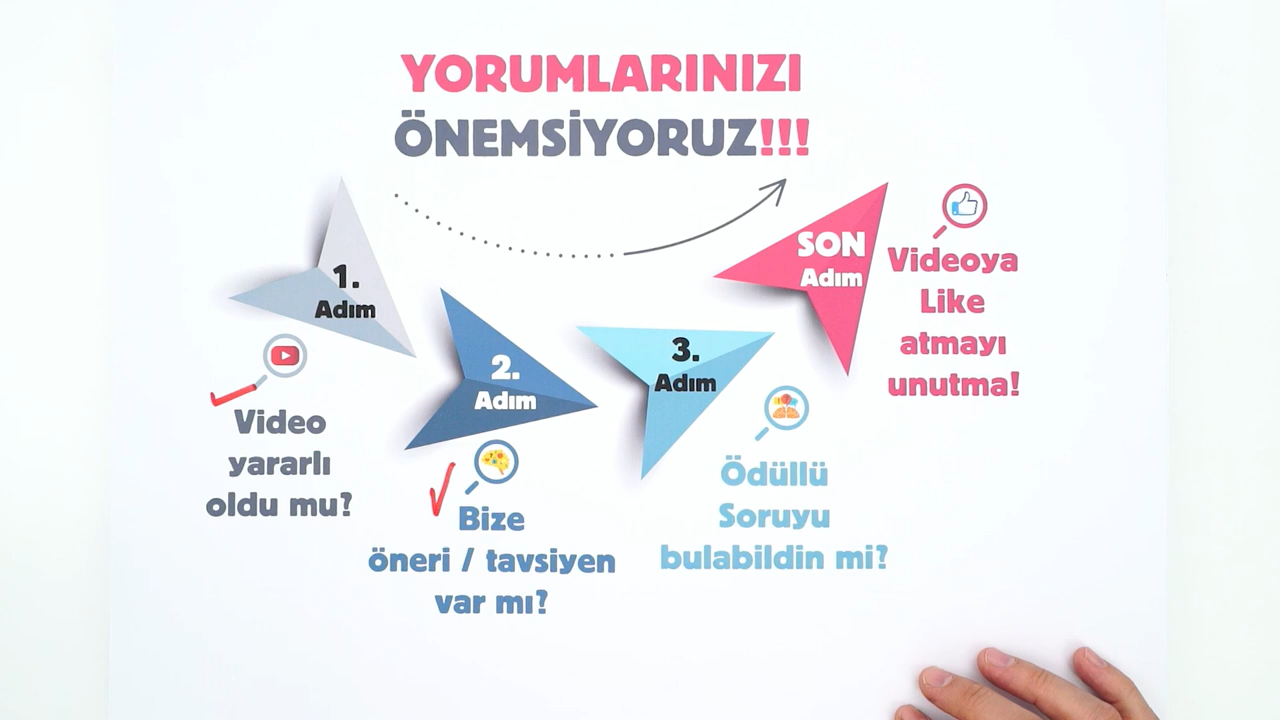 YORUMLARINIZI
ÖNEMSİYORUZ!!!
1.
Adım
Video
yararlı
oldu mu?
2.
Adım
Bize
öneri / tavsiyen
var mı?
3.
Adım
Ödüllü
Soruyu
bulabildin mi?
SON
Adım
Videoya
Like
atmayı
unutma!